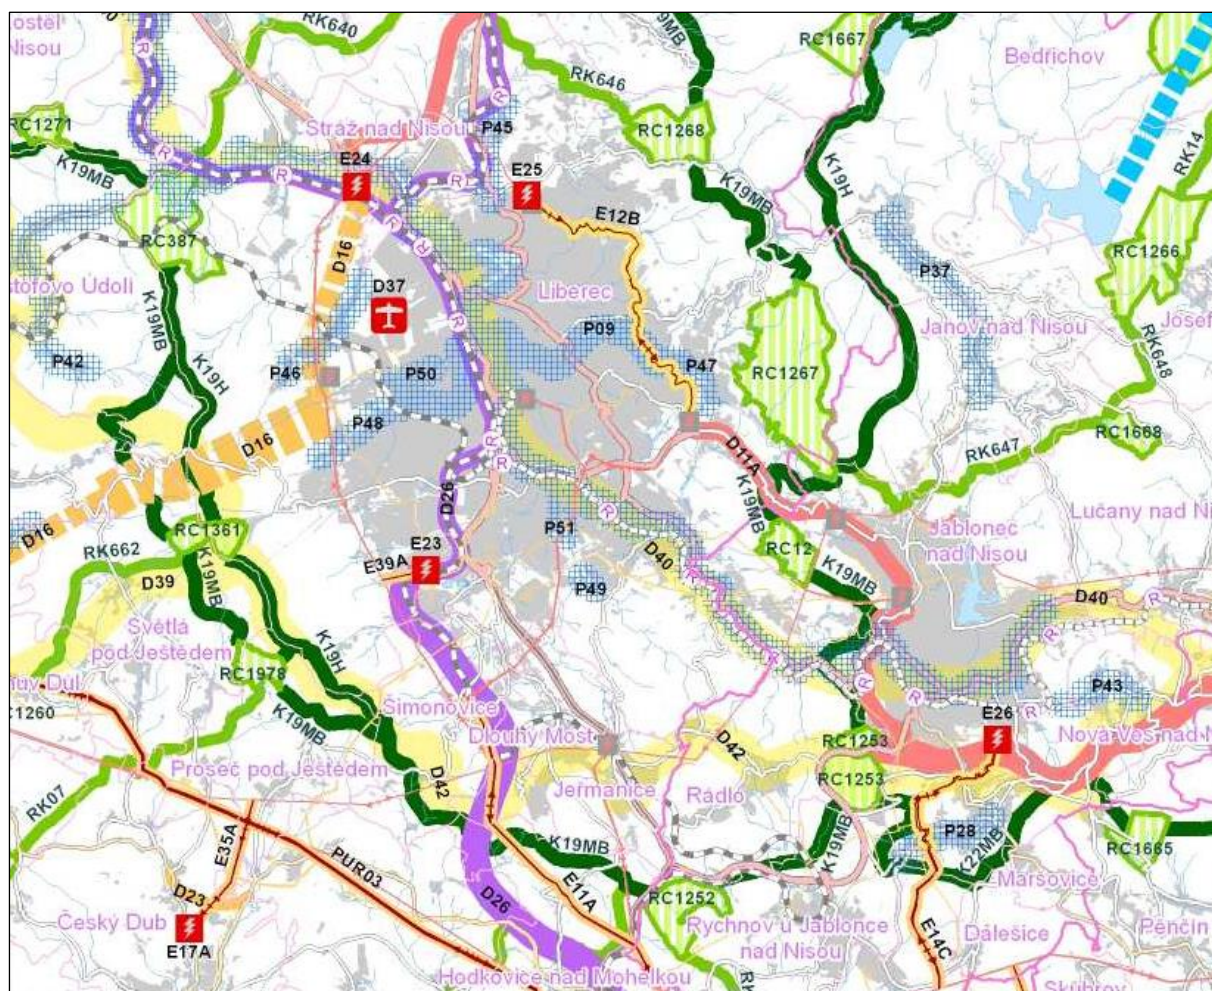 RK640
K19MB
RC1667
Bedřichov
Nisou
RK646
RC1271
Stráž nad Nisou
P45
RC1268
RK14
K19MB
E24
R
R
R
E25
K19MB
K19H
E12B
RC387
D16
R
R
RC1266
P37
D37
Liberec
K19MB
P09
R
Janov nad Nisou
P42
K19H
P46
P50
P47
RC1267
RK648
P48
D16
R
R
D11A
RC1668
RK647
D16
D26
K19MB
RC1361
P51
R
Lučany nad
Jablonec
nad Nisou
RK662
E39A
E23
D40
RC12
K19MB
D39
K19MB
P49
D40
R
R
Světlá
pod Ještědem
K19H
RC1978
R
R
P43
Šimonovice
E26
K19MB
Dlouhý Most
D42
RC1253
Nová Ves nad
Proseč pod Ještědem
D42
Jeřmanice
Rádlo
RC1253
RK07
E35A
PUR03
K19MB
K19MB
P28
K22MB
RC1665
D23
D26
E11A
RC1252
Maršovice
Český Dub
E17A
Rychnov u Jablonce
nad Nisou
E14C
Dálešice
Pěnčín
Hodkovice nad Mohelkou